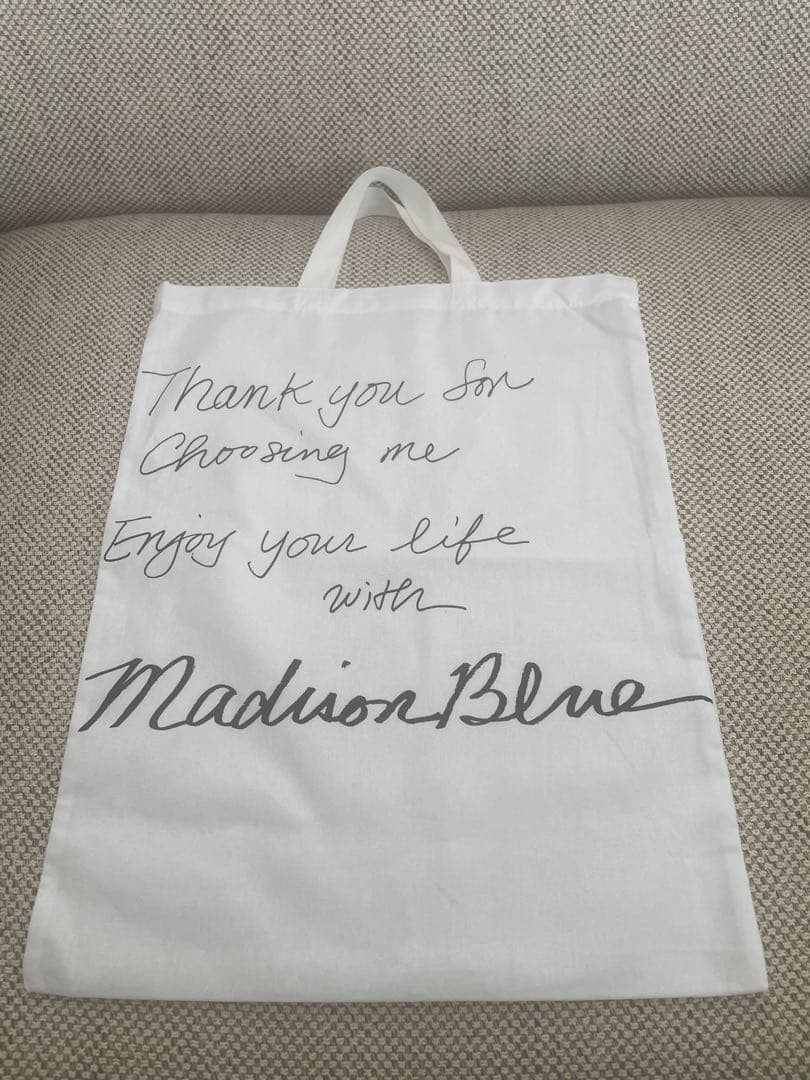 Thank you for
Choosing me
Enjoy your life
with
MadisonBlue